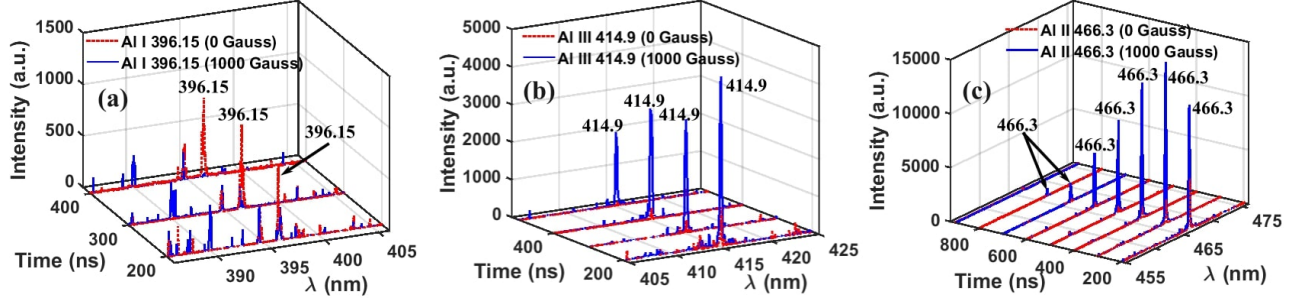 1500
1000
500
0
Intensity (a.u.)
Al I 396.15 (0 Gauss)
Al I 396.15 (1000 Gauss)
(a)
396.15
396.15
396.15
400
300
200
Time (ns)
390
395
400
405
λ (nm)
5000
4000
3000
2000
1000
0
Intensity (a.u.)
Al III 414.9 (0 Gauss)
Al III 414.9 (1000 Gauss)
(b)
414.9
414.9
414.9
414.9
400
200
Time (ns)
405
410
415
420
425
λ (nm)
15000
10000
5000
0
Intensity (a.u.)
Al II 466.3 (0 Gauss)
Al II 466.3 (1000 Gauss)
(c)
466.3
466.3
466.3
466.3
466.3
466.3
800
600
400
200
Time (ns)
455
465
475
λ (nm)